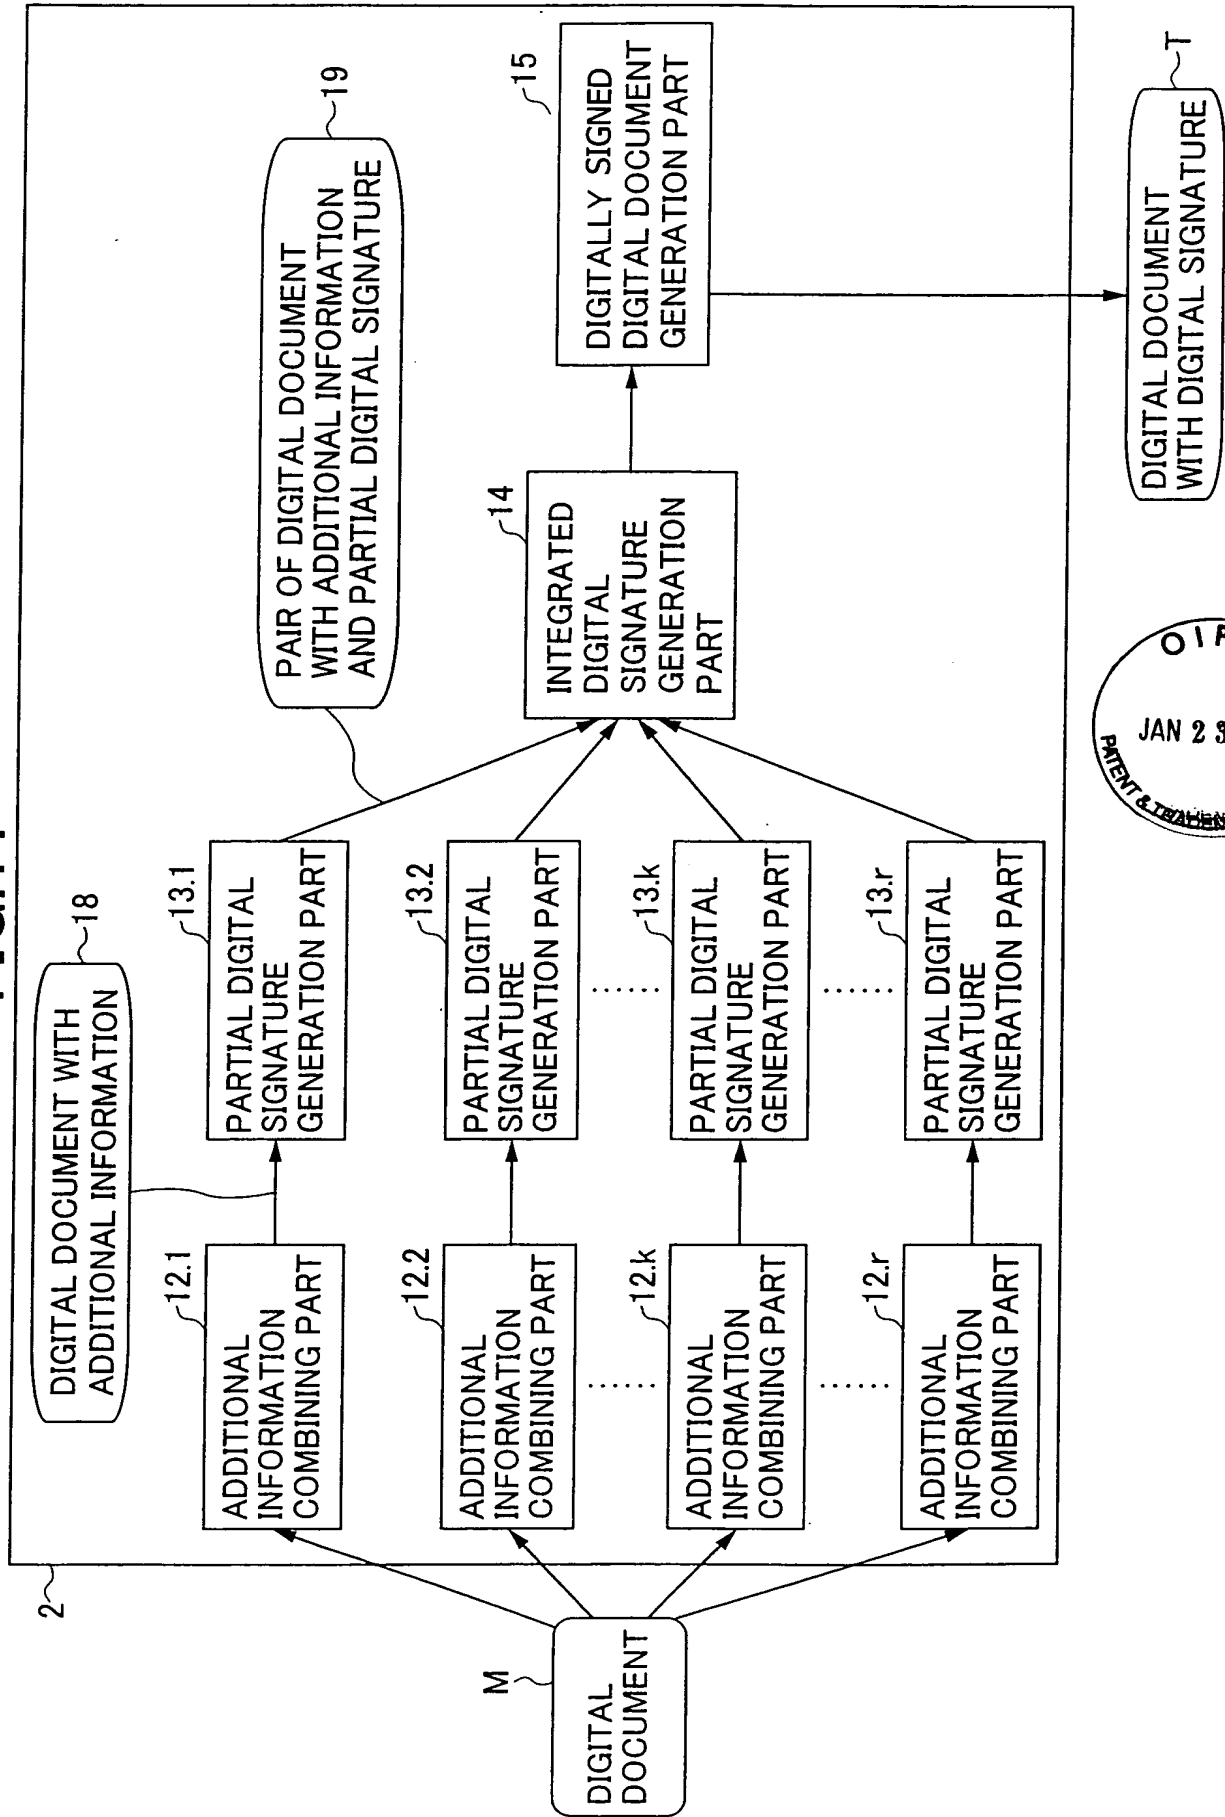 2
M
DIGITAL
DOCUMENT
DIGITAL DOCUMENT WITH
ADDITIONAL INFORMATION
18
12.1
ADDITIONAL
INFORMATION
COMBINING PART
12.2
ADDITIONAL
INFORMATION
COMBINING PART
12.k
ADDITIONAL
INFORMATION
COMBINING PART
12.r
ADDITIONAL
INFORMATION
COMBINING PART
13.1
PARTIAL DIGITAL
SIGNATURE
GENERATION PART
13.2
PARTIAL DIGITAL
SIGNATURE
GENERATION PART
13.k
PARTIAL DIGITAL
SIGNATURE
GENERATION PART
13.r
PARTIAL DIGITAL
SIGNATURE
GENERATION PART
PAIR OF DIGITAL DOCUMENT
WITH ADDITIONAL INFORMATION
AND PARTIAL DIGITAL SIGNATURE
19
14
INTEGRATED
DIGITAL
SIGNATURE
GENERATION
PART
15
DIGITALLY SIGNED
DIGITAL DOCUMENT
GENERATION PART
DIGITAL DOCUMENT
WITH DIGITAL SIGNATURE
T
JAN 23
PATENT &